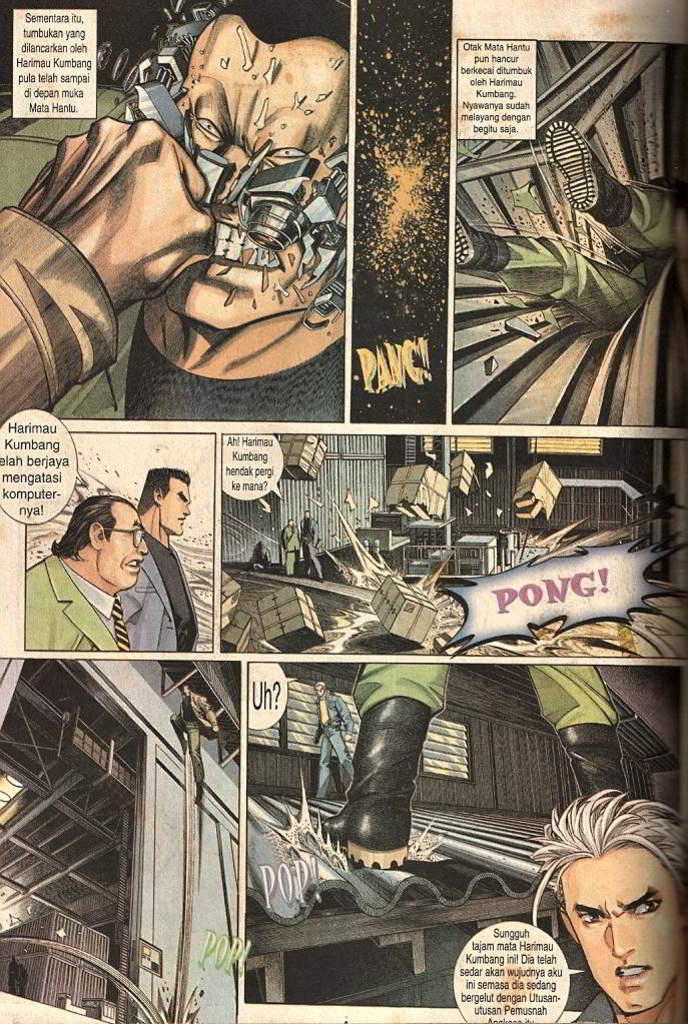 Sementara itu,
tumbukan yang
dilancarkan oleh
Harimau Kumbang
pula telah sampai
di depan muka
Mata Hantu.
PANG!!
Otak Mata Hantu
pun hancur
berkecai ditumbuk
oleh Harimau
Kumbang.
Nyawanya sudah
melayang dengan
begitu saja.
Harimau
Kumbang
elah berjaya
mengatasi
komputer-
nya!
Ah! Harimau
Kumbang
hendak pergi
ke mana?
PONG!
POP!
Uh?
POP!
Sungguh
tajam mata Harimau
Kumbang ini! Dia telah
sedar akan wujudnya aku
ini semasa dia sedang
bergelut dengan Utusan-
utusan Pemusnah
Angkasa itu